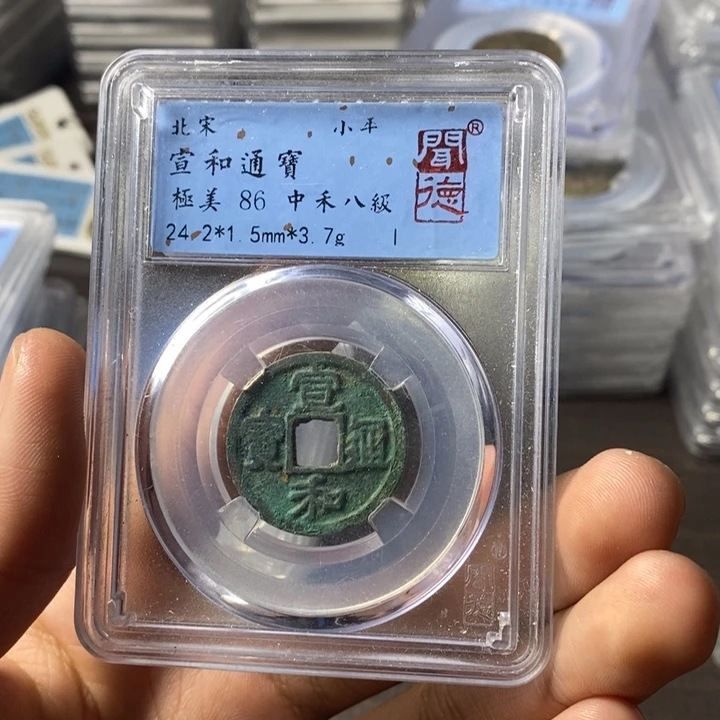 北宋 小平
宣和通寶
極美 86 中禾八級
24.2*1.5mm*3.7g
聞德®
宣和通寶